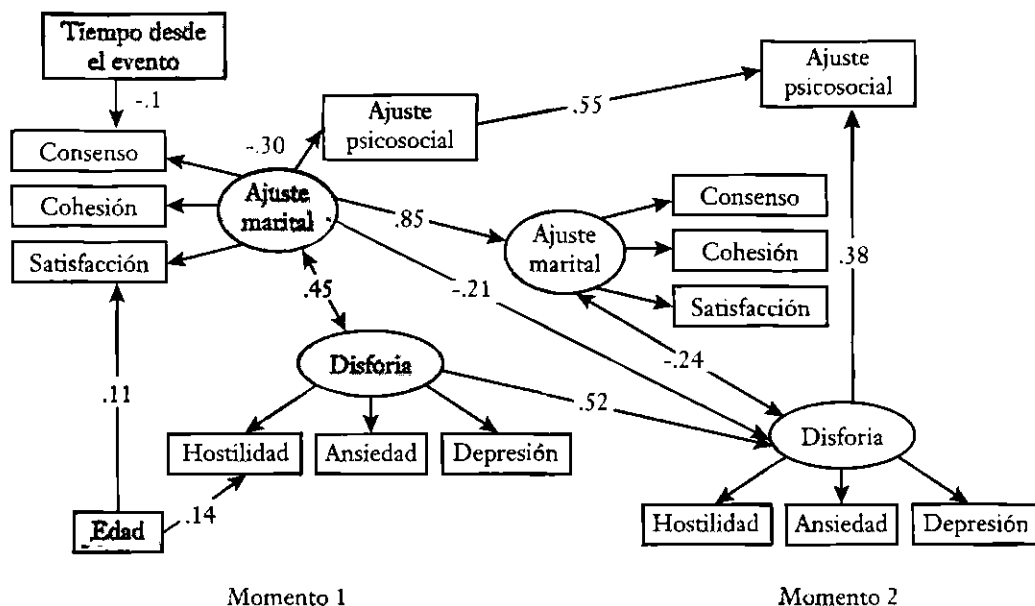 Tiempo desde
el evento
-.1
Ajuste
psicosocial
.55
Ajuste
psicosocial
Consenso
-.30
Cohesión
Ajuste
marital
Satisfacción
.85
Ajuste
marital
Consenso
Cohesión
Satisfacción
.38
.45
-.21
-.24
Disforia
.52
.11
Hostilidad
Ansiedad
Depresión
Disforia
Edad
.14
Hostilidad
Ansiedad
Depresión
Momento 1
Momento 2